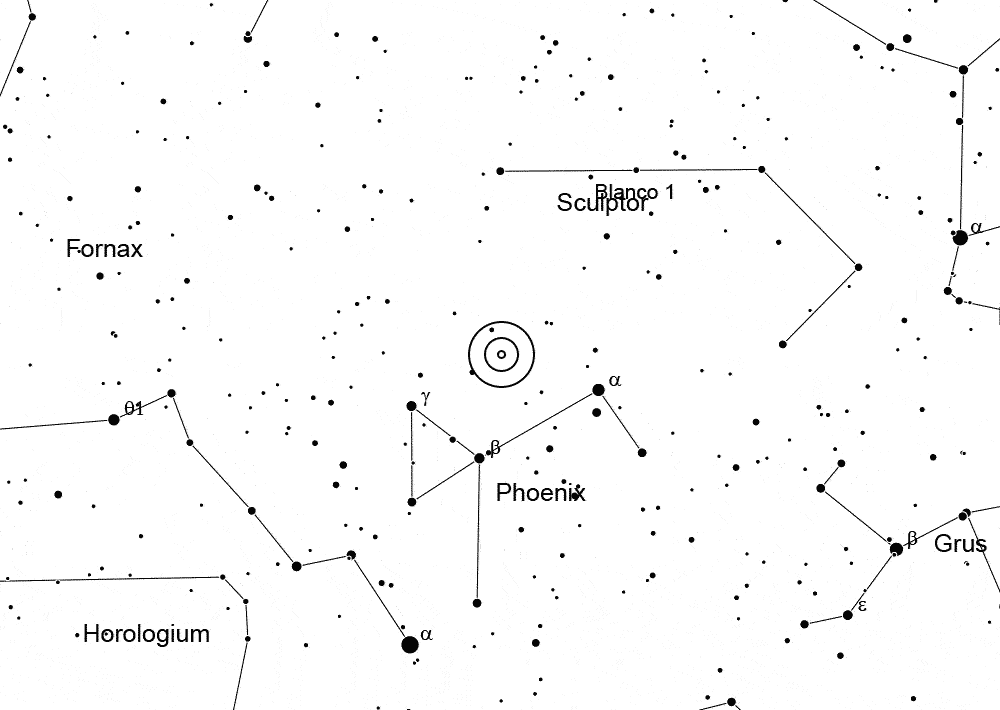 Blanco 1
Sculptor
α
Fornax
α
γ
θ1
β
Phoenix
β
Grus
ε
Horologium
α